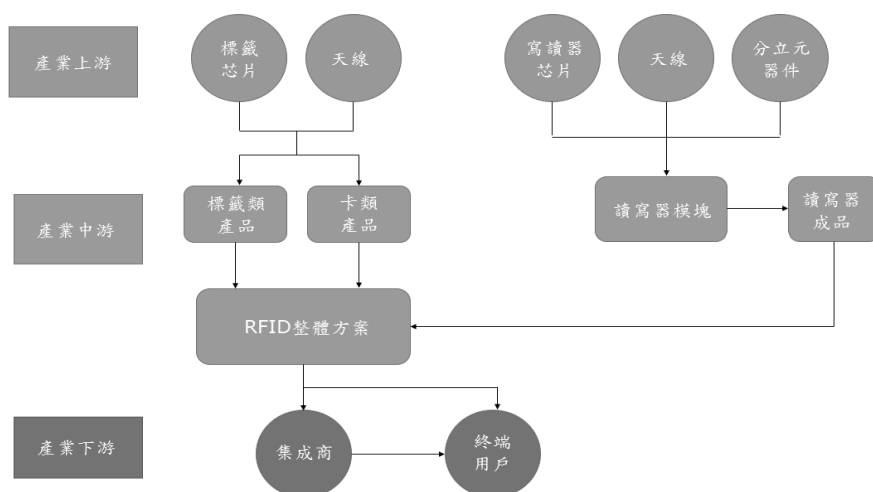 產業上游
標籤
芯片
天線
寫讀器
芯片
天線
分立元
器件
產業中游
標籤類
產品
卡類
產品
讀寫器模塊
讀寫器
成品
RFID整體方案
產業下游
集成商
終端
用戶